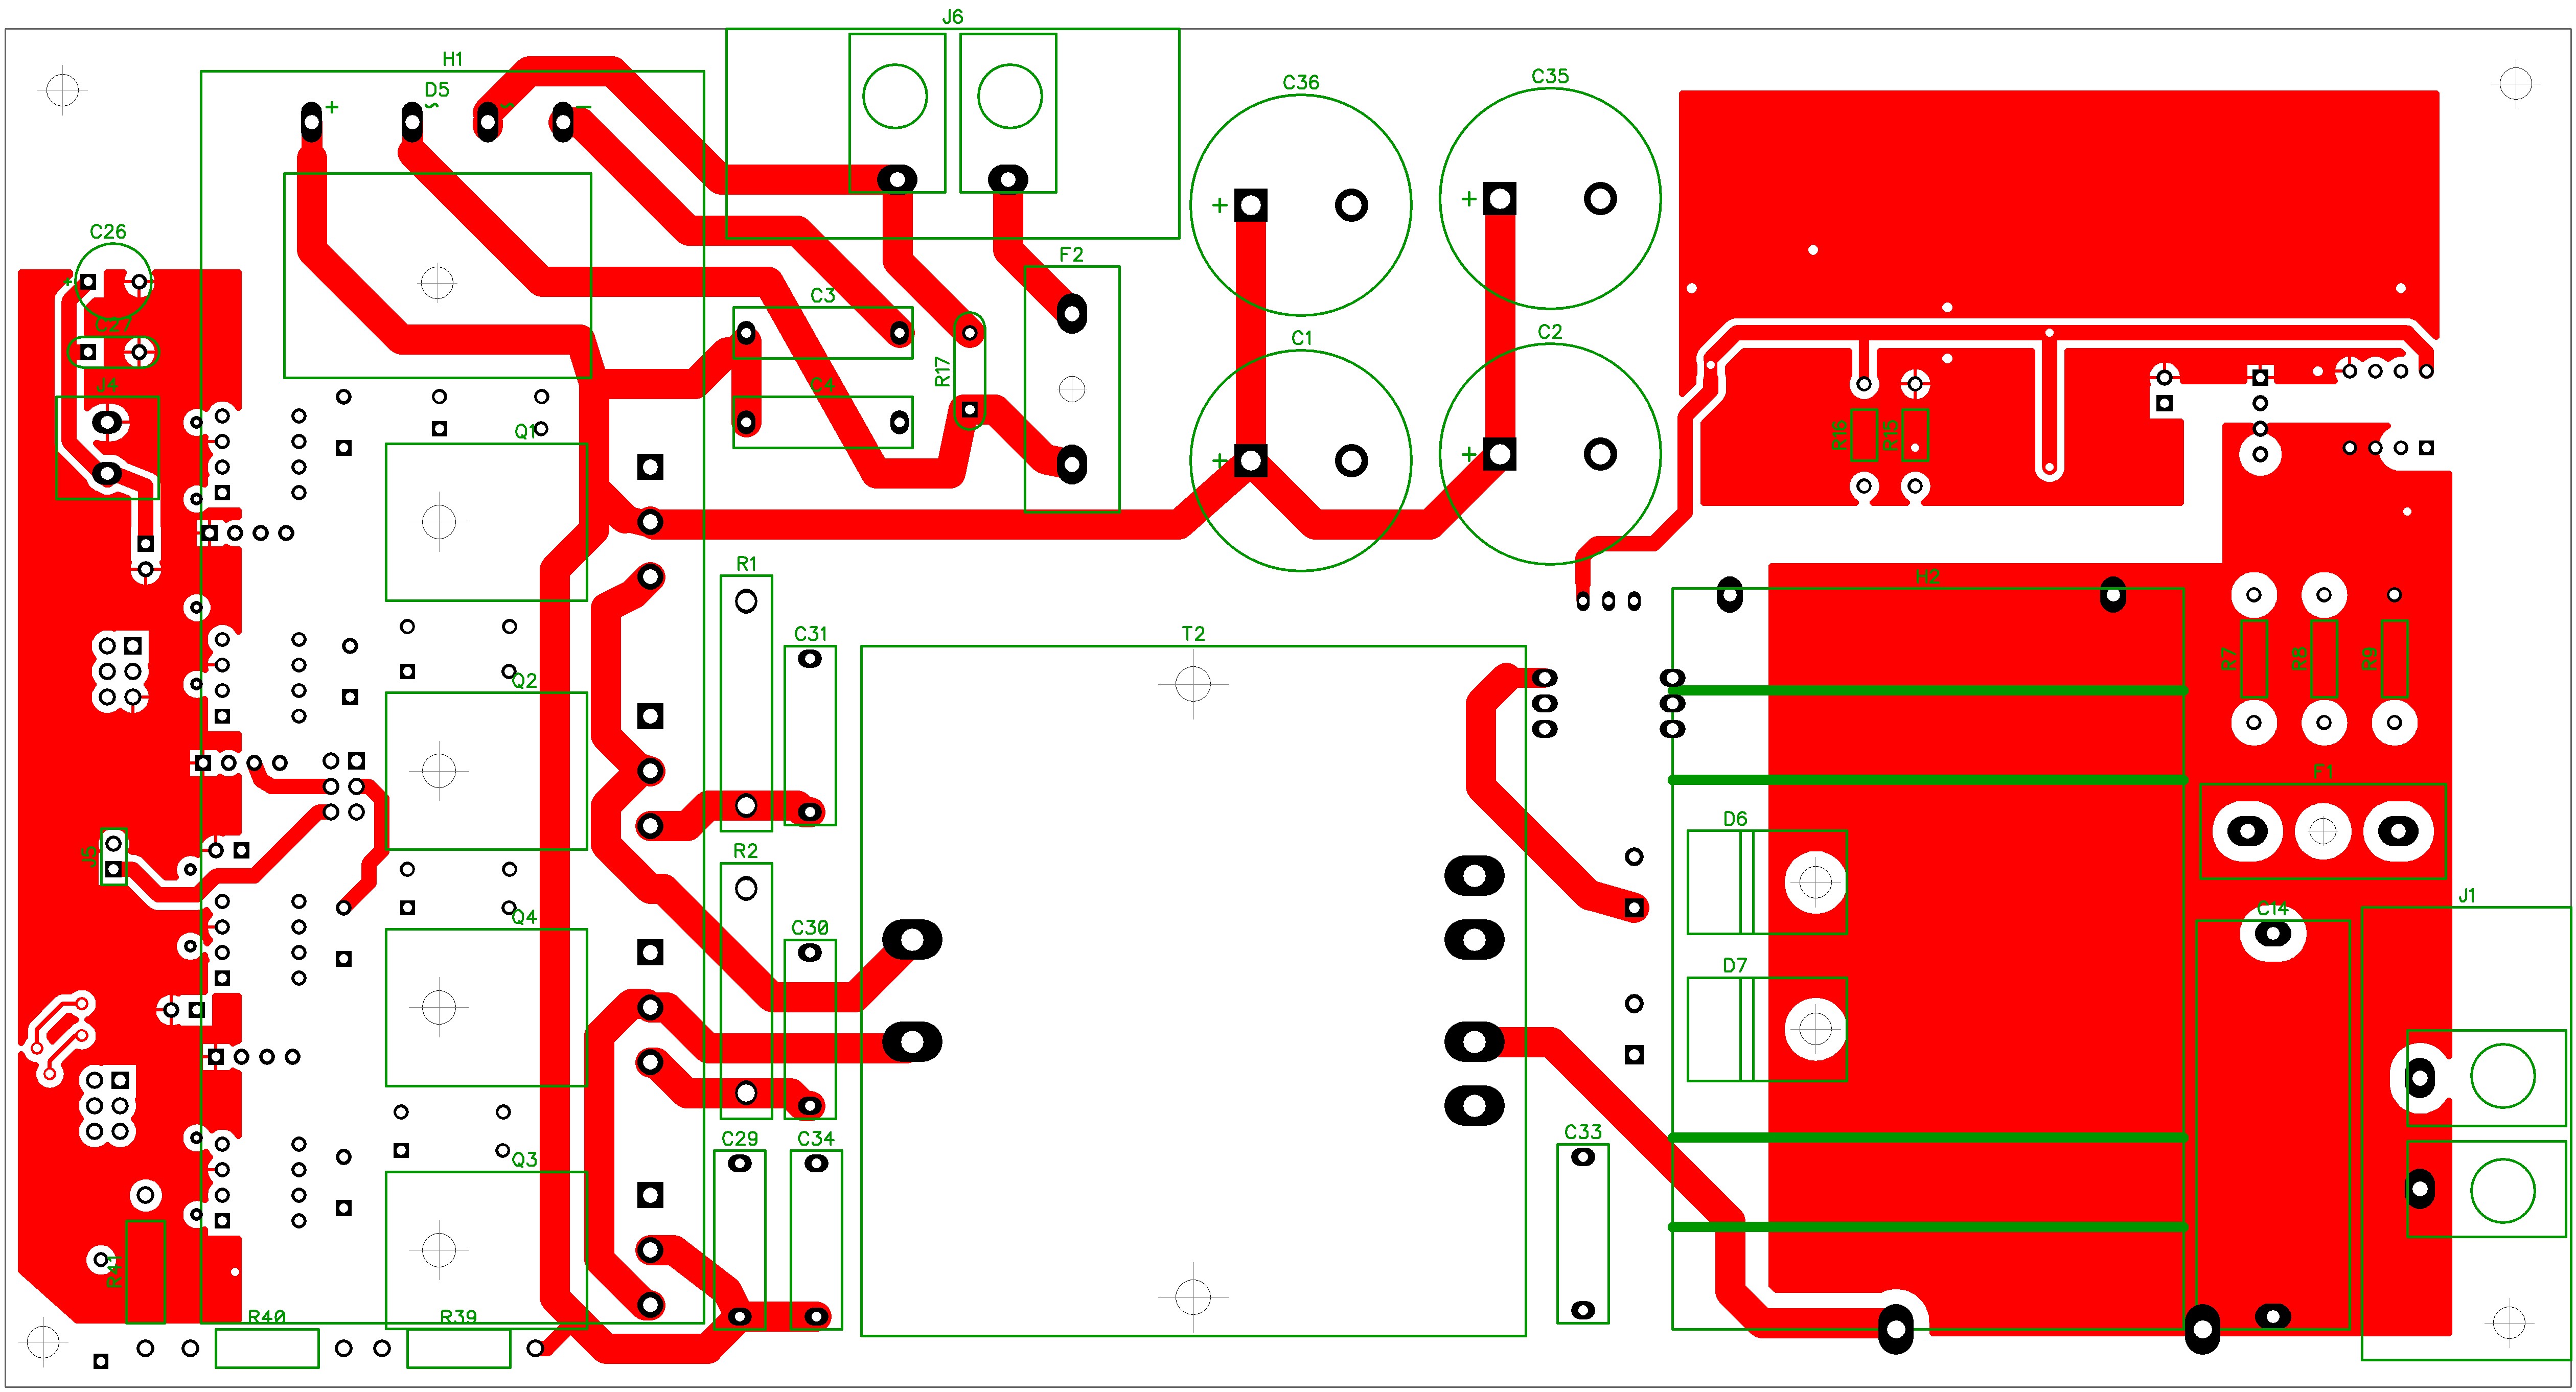 J6
H1
C36
C35
D5
+
~
~
−
C26
+
+
F2
+
C3
C27
C1
C2
R17
J4
C4
Q1
R16
R15
+
+
R1
H2
C31
T2
R7
R8
R9
Q2
F1
D6
J5
R2
J1
C14
Q4
C30
D7
C29
C34
C33
Q3
R41
R40
R39